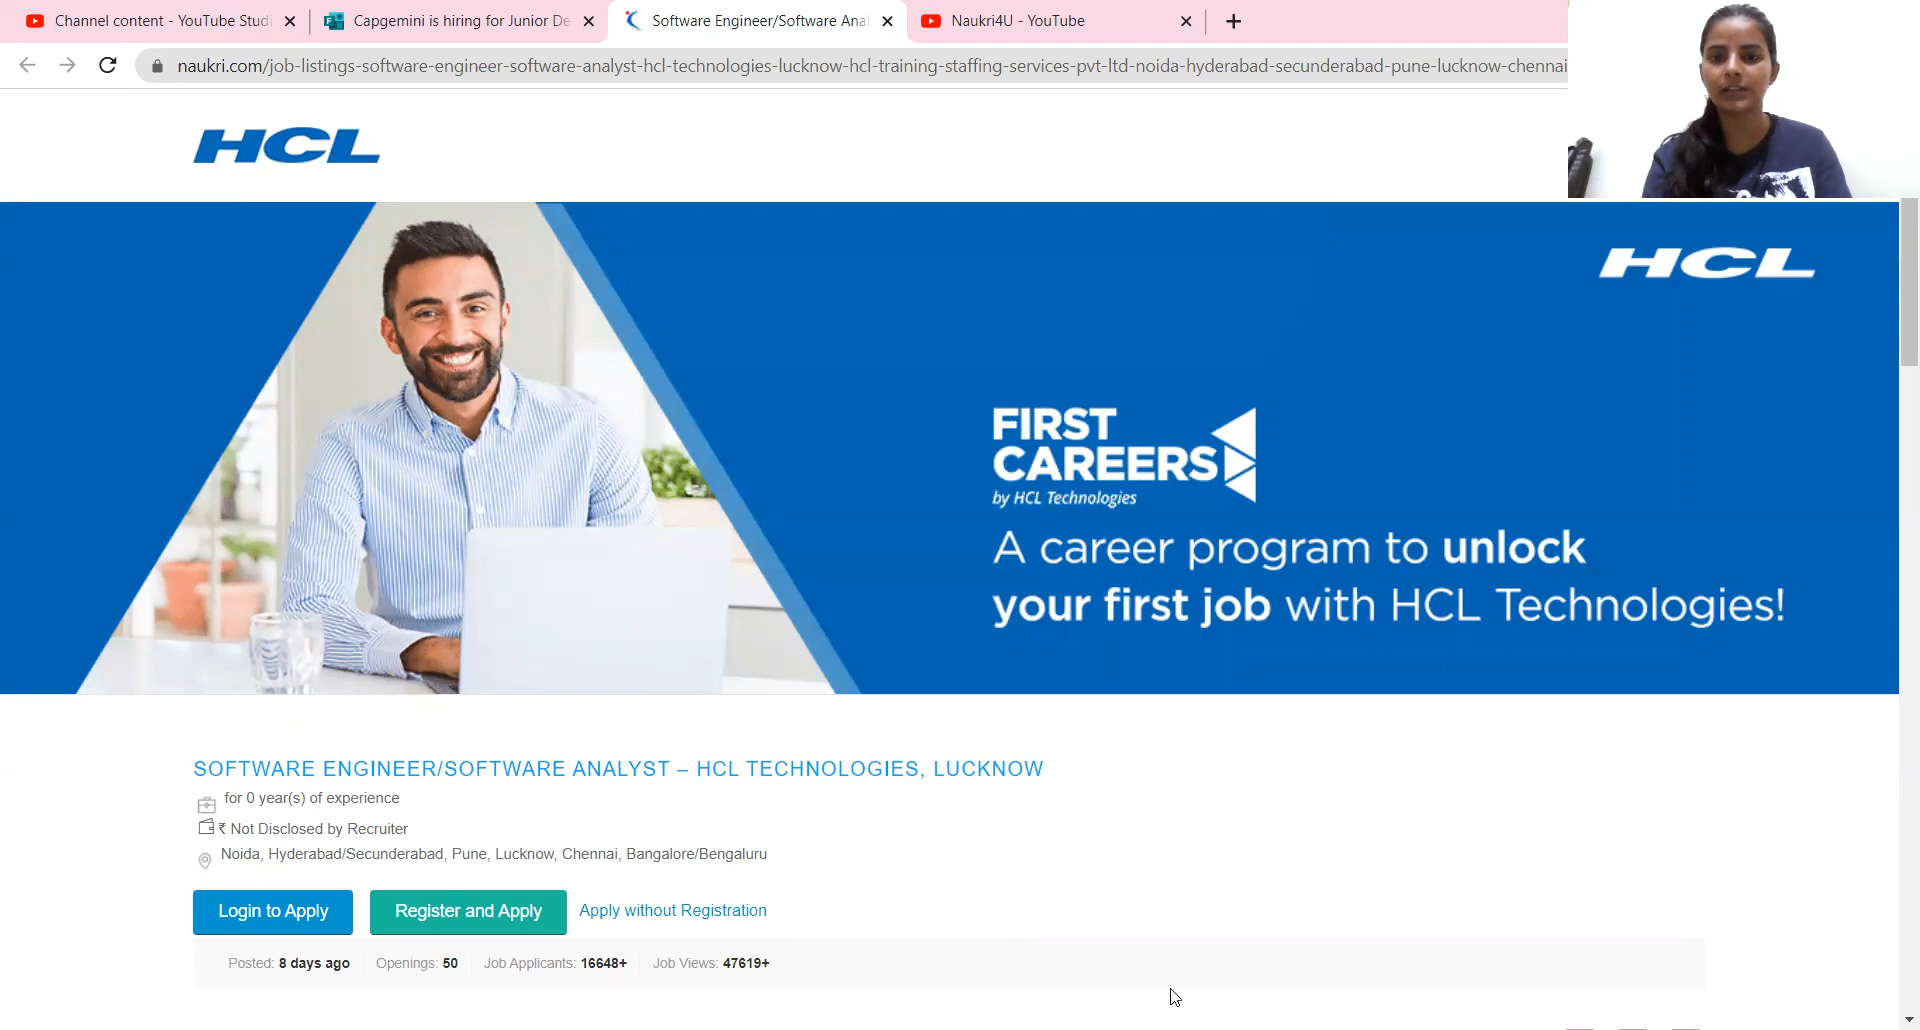 Channel content - YouTube Studi
Capgemini is hiring for Junior De
Software Engineer/Software Anal
Naukri4U - YouTube
naukri.com/job-listings-software-engineer-software-analyst-hcl-technologies-lucknow-hcl-training-staffing-services-pvt-ltd-noida-hyderabad-secunderabad-pune-lucknow-chennai
HCL
HCL
FIRST
CAREERS
by HCL Technologies
A career program to unlock
your first job with HCL Technologies!
SOFTWARE ENGINEER/SOFTWARE ANALYST – HCL TECHNOLOGIES, LUCKNOW
for 0 year(s) of experience
₹ Not Disclosed by Recruiter
Noida, Hyderabad/Secunderabad, Pune, Lucknow, Chennai, Bangalore/Bengaluru
Login to Apply Register and Apply Apply without Registration
Posted: 8 days ago Openings: 50 Job Applicants: 16648+ Job Views: 47619+